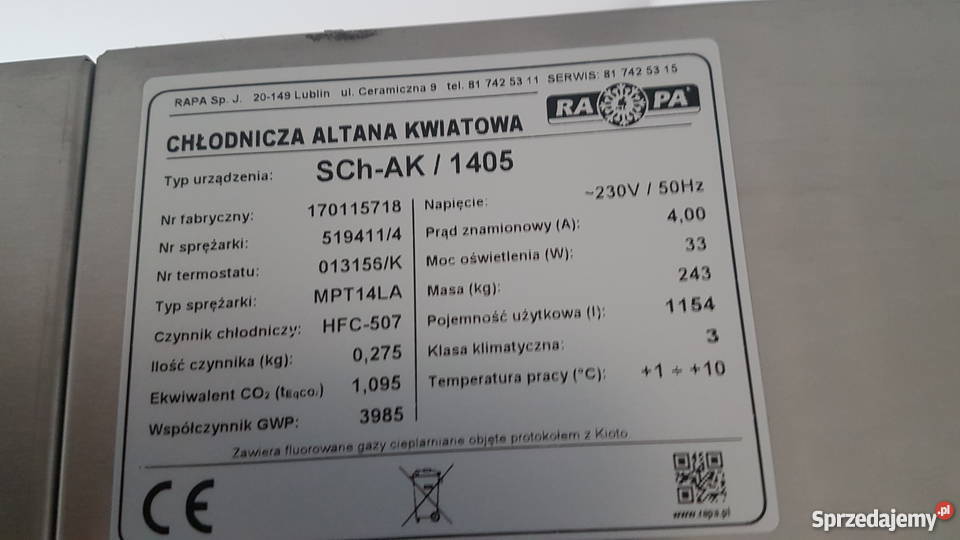 RAPA Sp. J. 20-149 Lublin ul. Ceramiczna 9 tel. 81 742 53 11 SERWIS: 81 742 53 15
RAPA
CHŁODNICZA ALTANA KWIATOWA
Typ urządzenia: SCh-AK / 1405
Nr fabryczny: 170115718
Nr sprężarki: 519411/4
Nr termostatu: 013156/K
Typ sprężarki: MPT14LA
Czynnik chłodniczy: HFC-507
Ilość czynnika (kg): 0,275
Ekwiwalent CO₂ (tEqCO₂) 1,095
Współczynnik GWP: 3985
Napięcie: ~230V / 50Hz
Prąd znamionowy (A): 4,00
Moc oświetlenia (W): 33
Masa (kg): 243
Pojemność użytkowa (l): 1154
Klasa klimatyczna: 3
Temperatura pracy (°C): +1 ÷ +10
Zawiera fluorowane gazy cieplarniane objęte protokołem z Kioto
CE
www.rapa.pl
Sprzedajemy.pl